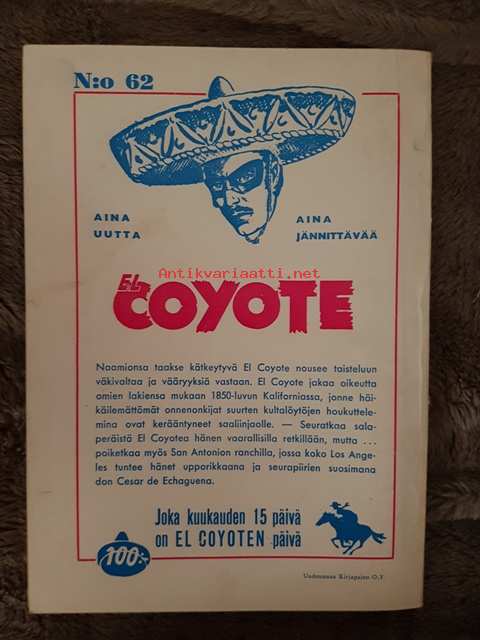 N:o 62
AINA
UUTTA
AINA
JÄNNITTÄVÄÄ
Antikvariaatti.net
EL
COYOTE
Naamionsa taakse kätkeytyvä El Coyote nousee taisteluun
väkivaltaa ja vääryyksiä vastaan. El Coyote jakaa oikeutta
omien lakiensa mukaan 1850-luvun Kaliforniassa, jonne häi-
käilemättömät onnenonkijat suurten kultalöytöjen houkuttele-
mina ovat kerääntyneet saaliinjaolle. — Seuratkaa sala-
peräistä El Coyotea hänen vaarallisilla retkillään, mutta ...
poiketkaa myös San Antonion ranchilla, jossa koko Los Ange-
les tuntee hänet upporikkaana ja seurapiirien suosimana
don Cesar de Echaguena.
Joka kuukauden 15 päivä
on EL COYOTEN päivä
100:-
Uudenmaa Kirjapaino O.Y